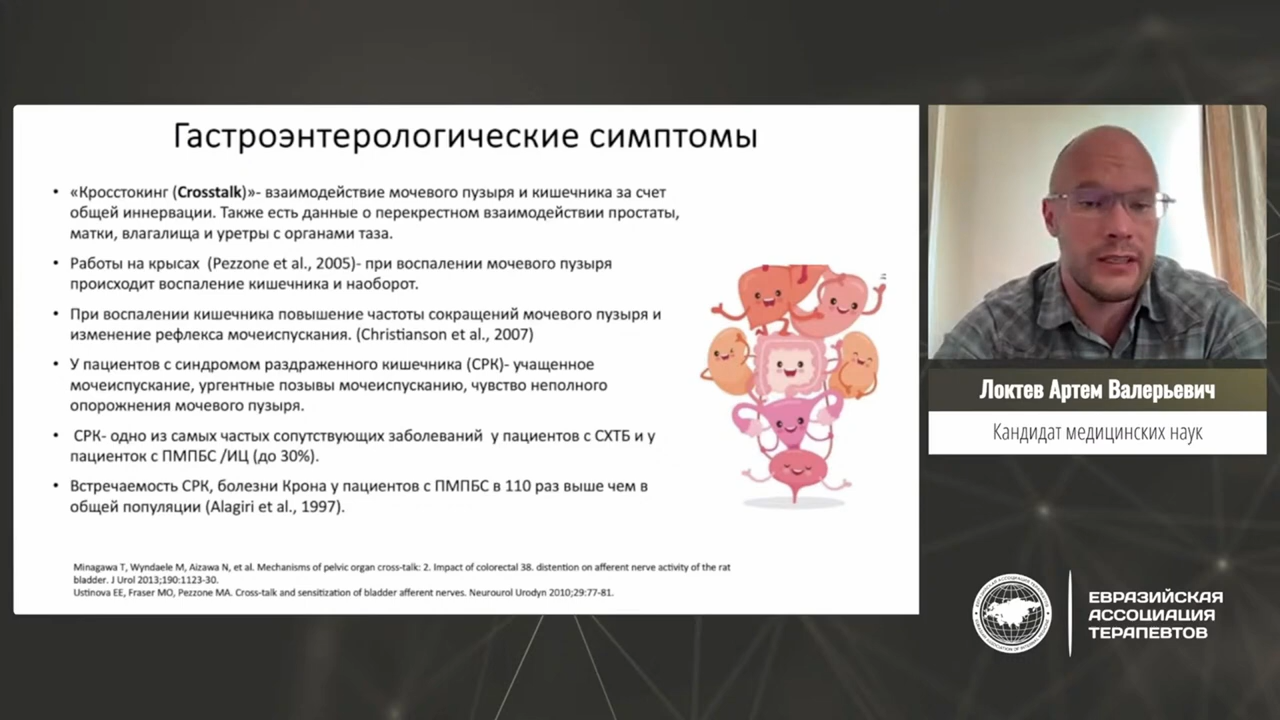 Гастроэнтерологические симптомы
• «Кросстокинг (Crosstalk)»- взаимодействие мочевого пузыря и кишечника за счет
общей иннервации. Также есть данные о перекрестном взаимодействии простаты,
матки, влагалища и уретры с органами таза.
• Работы на крысах (Pezzone et al., 2005)- при воспалении мочевого пузыря
происходит воспаление кишечника и наоборот.
• При воспалении кишечника повышение частоты сокращений мочевого пузыря и
изменение рефлекса мочеиспускания. (Christianson et al., 2007)
• У пациентов с синдромом раздраженного кишечника (СРК)- учащенное
мочеиспускание, ургентные позывы мочеиспусканию, чувство неполного
опорожнения мочевого пузыря.
• СРК- одно из самых частых сопутствующих заболеваний у пациентов с СХТБ и у
пациенток с ПМПБС /ИЦ (до 30%).
• Встречаемость СРК, болезни Крона у пациентов с ПМПБС в 110 раз выше чем в
общей популяции (Alagiri et al., 1997).
Minagawa T, Wyndaele M, Aizawa N, et al. Mechanisms of pelvic organ cross-talk: 2. Impact of colorectal 38. distention on afferent nerve activity of the rat
bladder. J Urol 2013;190:1123-30.
Ustinova EE, Fraser MO, Pezzone MA. Cross-talk and sensitization of bladder afferent nerves. Neurourol Urodyn 2010;29:77-81.
Локтев Артем Валерьевич
Кандидат медицинских наук
ЕВРАЗИЙСКАЯ
АССОЦИАЦИЯ
ТЕРАПЕВТОВ